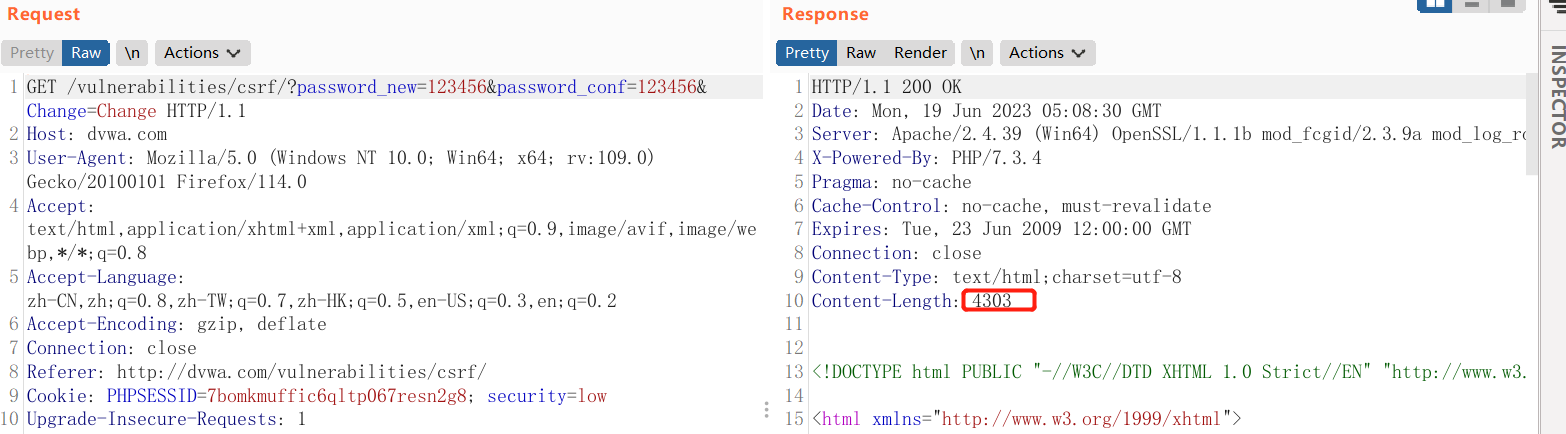 Request
Pretty Raw \n Actions
1 GET /vulnerabilities/csrf/?password_new=123456&password_conf=123456&
Change=Change HTTP/1.1
2 Host: dvwa.com
3 User-Agent: Mozilla/5.0 (Windows NT 10.0; Win64; x64; rv:109.0)
Gecko/20100101 Firefox/114.0
4 Accept:
text/html,application/xhtml+xml,application/xml;q=0.9,image/avif,image/we
bp,*/*;q=0.8
5 Accept-Language:
zh-CN,zh;q=0.8,zh-TW;q=0.7,zh-HK;q=0.5,en-US;q=0.3,en;q=0.2
6 Accept-Encoding: gzip, deflate
7 Connection: close
8 Referer: http://dvwa.com/vulnerabilities/csrf/
9 Cookie: PHPSESSID=7bomkmuffic6qltp067resn2g8; security=low
10 Upgrade-Insecure-Requests: 1
Response
Pretty Raw Render \n Actions
1 HTTP/1.1 200 OK
2 Date: Mon, 19 Jun 2023 05:08:30 GMT
3 Server: Apache/2.4.39 (Win64) OpenSSL/1.1.1b mod_fcgid/2.3.9a mod_log_ro
4 X-Powered-By: PHP/7.3.4
5 Pragma: no-cache
6 Cache-Control: no-cache, must-revalidate
7 Expires: Tue, 23 Jun 2009 12:00:00 GMT
8 Connection: close
9 Content-Type: text/html;charset=utf-8
10 Content-Length: 4303
11
12
13 <!DOCTYPE html PUBLIC "-//W3C//DTD XHTML 1.0 Strict//EN" "http://www.w3.
14
15 <html xmlns="http://www.w3.org/1999/xhtml">
INSPECTOR